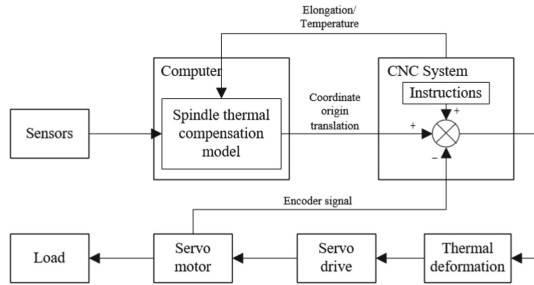 Elongation/
Temperature
Computer
CNC System
Instructions
Spindle thermal
compensation
model
Coordinate
origin
translation
Sensors
+
+
−
Encoder signal
Load
Servo
motor
Servo
drive
Thermal
deformation